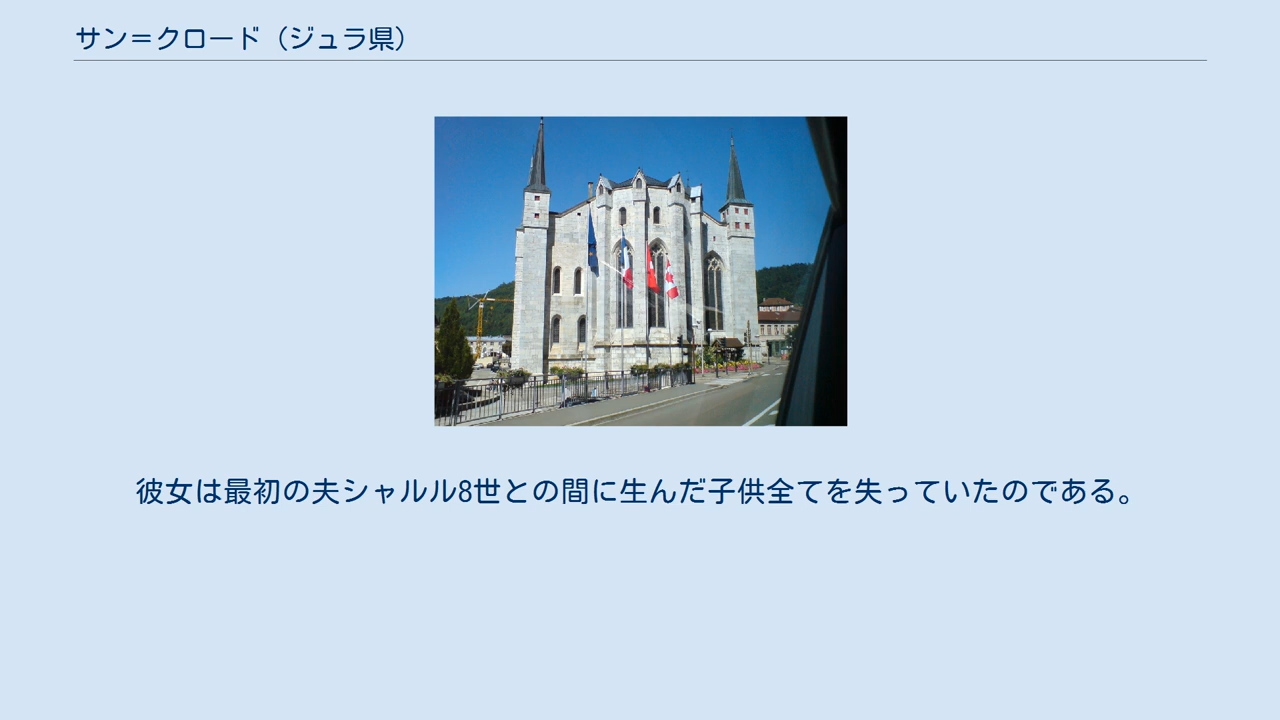 サン＝クロード（ジュラ県）
彼女は最初の夫シャルル8世との間に生んだ子供全てを失っていたのである。